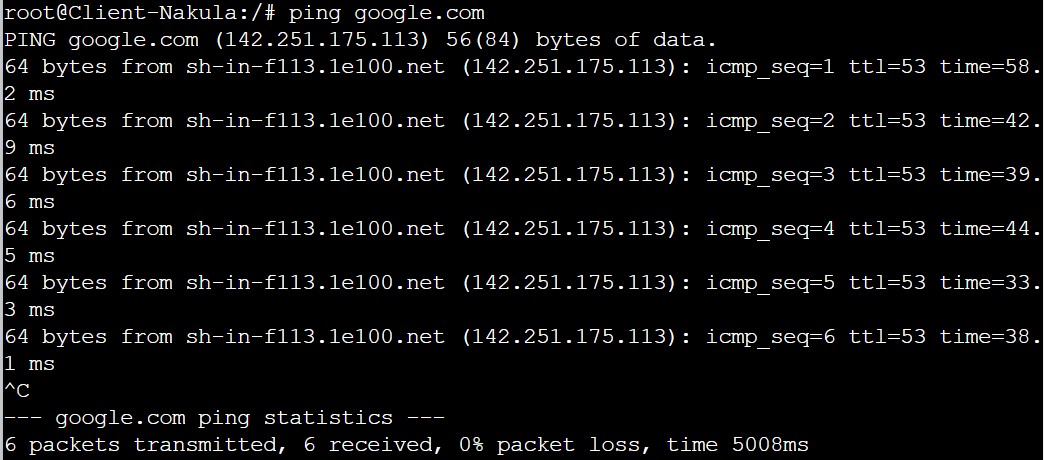 root@Client-Nakula:/# ping google.com
PING google.com (142.251.175.113) 56(84) bytes of data.
64 bytes from sh-in-f113.1e100.net (142.251.175.113): icmp_seq=1 ttl=53 time=58.
2 ms
64 bytes from sh-in-f113.1e100.net (142.251.175.113): icmp_seq=2 ttl=53 time=42.
9 ms
64 bytes from sh-in-f113.1e100.net (142.251.175.113): icmp_seq=3 ttl=53 time=39.
6 ms
64 bytes from sh-in-f113.1e100.net (142.251.175.113): icmp_seq=4 ttl=53 time=44.
5 ms
64 bytes from sh-in-f113.1e100.net (142.251.175.113): icmp_seq=5 ttl=53 time=33.
3 ms
64 bytes from sh-in-f113.1e100.net (142.251.175.113): icmp_seq=6 ttl=53 time=38.
1 ms
^C
--- google.com ping statistics ---
6 packets transmitted, 6 received, 0% packet loss, time 5008ms